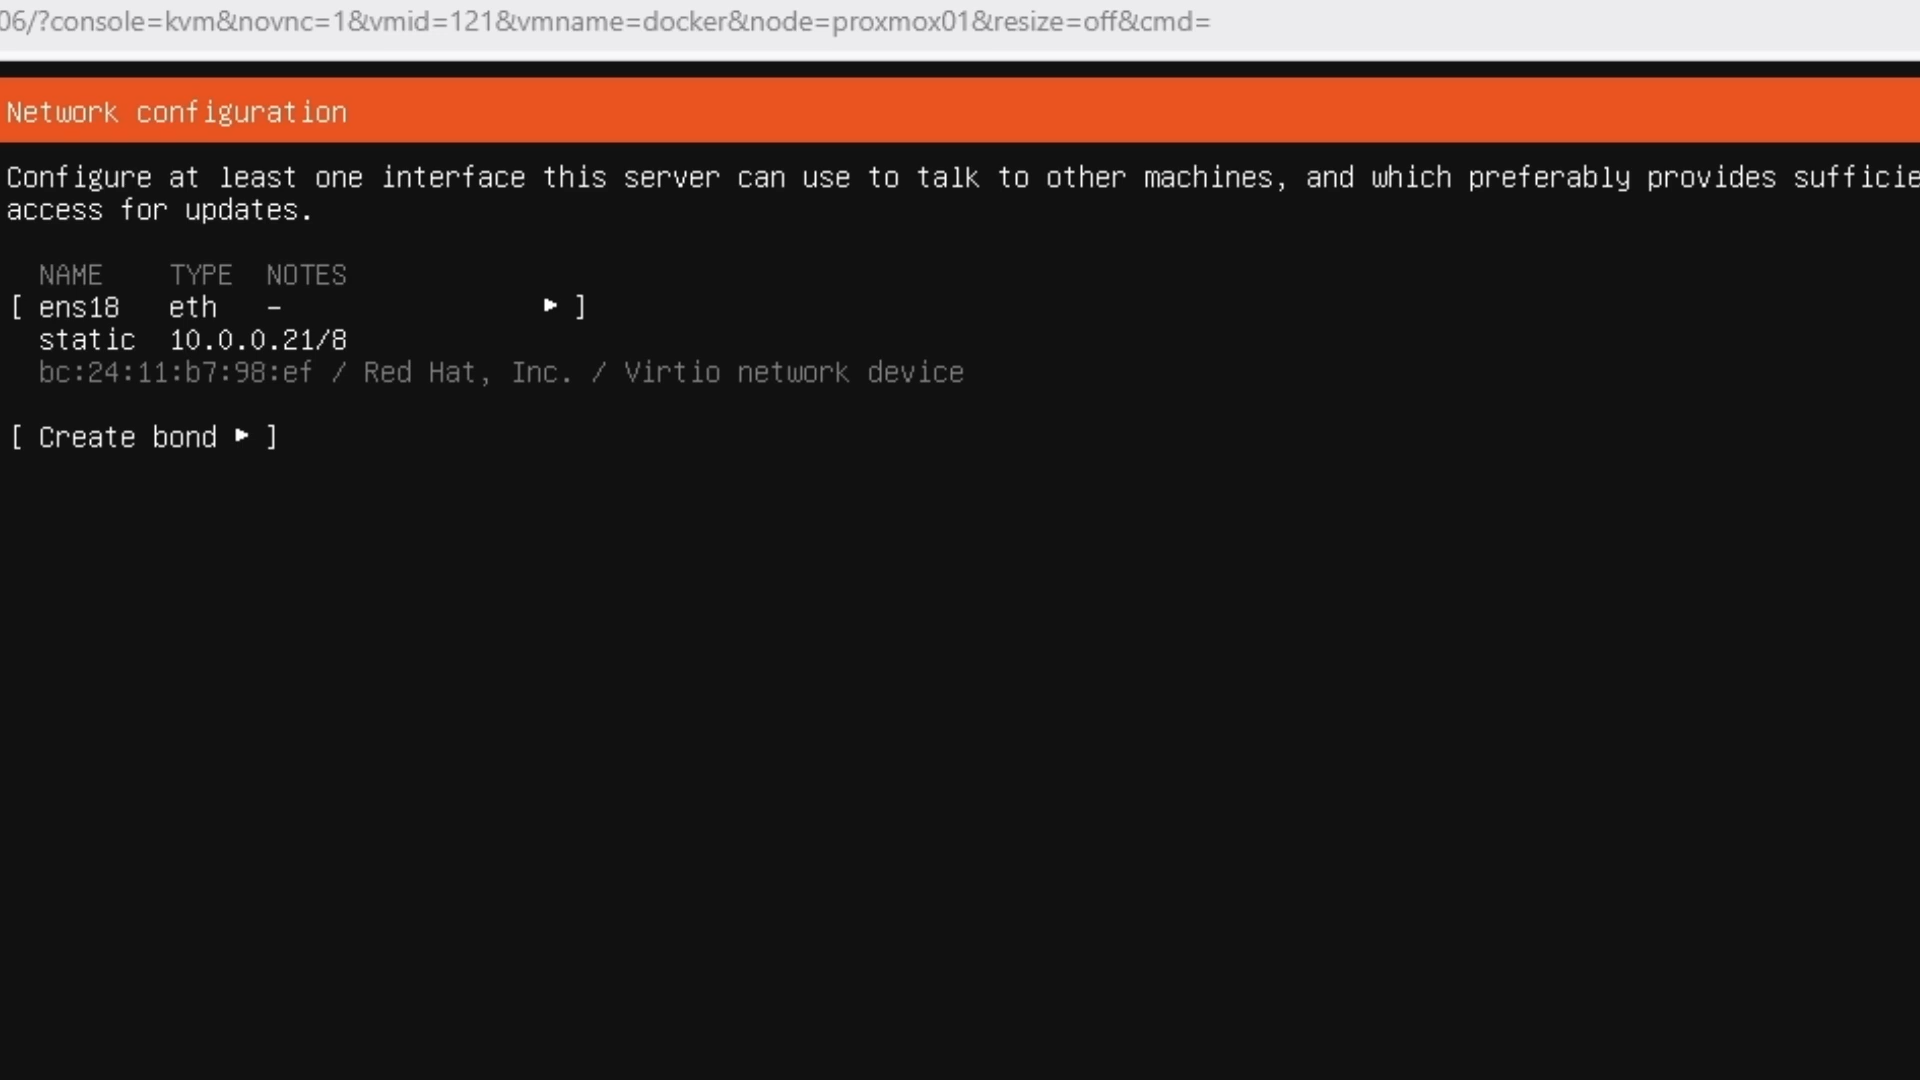 06/?console=kvm&novnc=1&vmid=121&vmname=docker&node=proxmox01&resize=off&cmd=
Network configuration
Configure at least one interface this server can use to talk to other machines, and which preferably provides sufficie
access for updates.
NAME TYPE NOTES
[ ens18 eth - ▸ ]
static 10.0.0.21/8
bc:24:11:b7:98:ef / Red Hat, Inc. / Virtio network device
[ Create bond ▸ ]